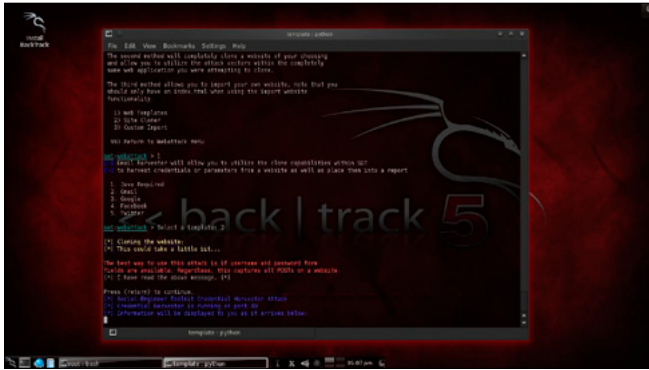 Install
BackTrack
template : python
File Edit View Bookmarks Settings Help
The second method will completely clone a website of your choosing
and allow you to utilize the attack vectors within the completely
same web application you were attempting to clone.
The third method allows you to import your own website, note that you
should only have an index.html when using the import website
functionality.
1) Web Templates
2) Site Cloner
3) Custom Import
99) Return to Webattack Menu
set:webattack > 1
Email harvester will allow you to utilize the clone capabilities within SET
to harvest credentials or parameters from a website as well as place them into a report
1. Java Required
2. Gmail
3. Google
4. Facebook
5. Twitter
<< back | track 5
set:webattack > Select a template: 2
[*] Cloning the website:
[*] This could take a little bit...
The best way to use this attack is if username and password form
fields are available. Regardless, this captures all POSTs on a website.
[*] I have read the above message. [*]
Press {return} to continue.
[*] Social-Engineer Toolkit Credential Harvester Attack
[*] Credential Harvester is running on port 80
[*] Information will be displayed to you as it arrives below:
template : python
root : bash
template : python